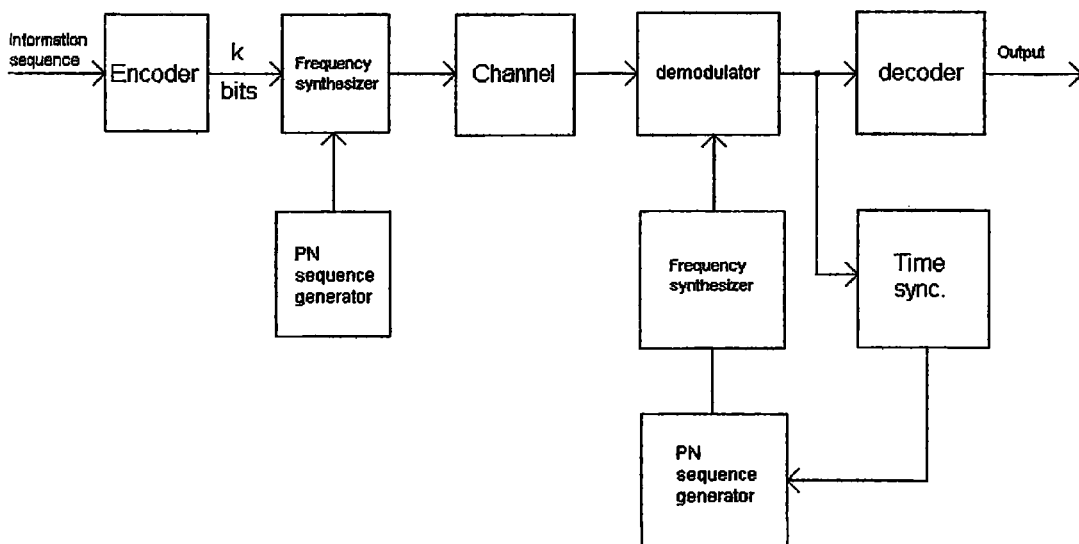 Information
sequence
Encoder
k
bits
Frequency
synthesizer
Channel
demodulator
decoder
Output
PN
sequence
generator
Frequency
synthesizer
Time
sync.
PN
sequence
generator